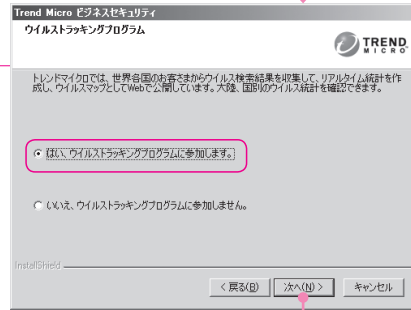 Trend Micro ビジネスセキュリティ
ウイルストラッキングプログラム
TREND
MICRO
トレンドマイクロでは、世界各国のお客さまからウイルス検索結果を収集して、リアルタイム統計を作
成し、ウイルスマップとしてWebで公開しています。大陸、国別のウイルス統計を確認できます。
はい、ウイルストラッキングプログラムに参加します。
いいえ、ウイルストラッキングプログラムに参加しません。
InstallShield
< 戻る(B)
次へ(N) >
キャンセル